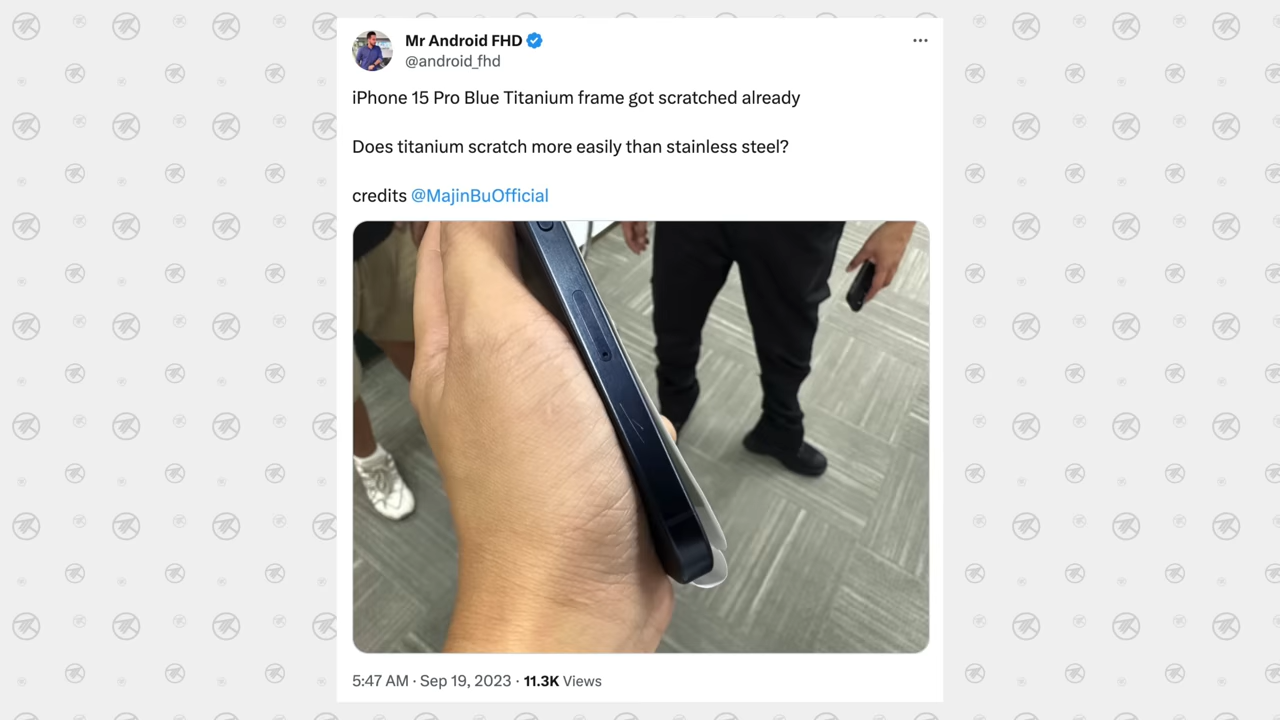 Mr Android FHD
@android_fhd
iPhone 15 Pro Blue Titanium frame got scratched already
Does titanium scratch more easily than stainless steel?
credits @MajinBuOfficial
5:47 AM · Sep 19, 2023 · 11.3K Views